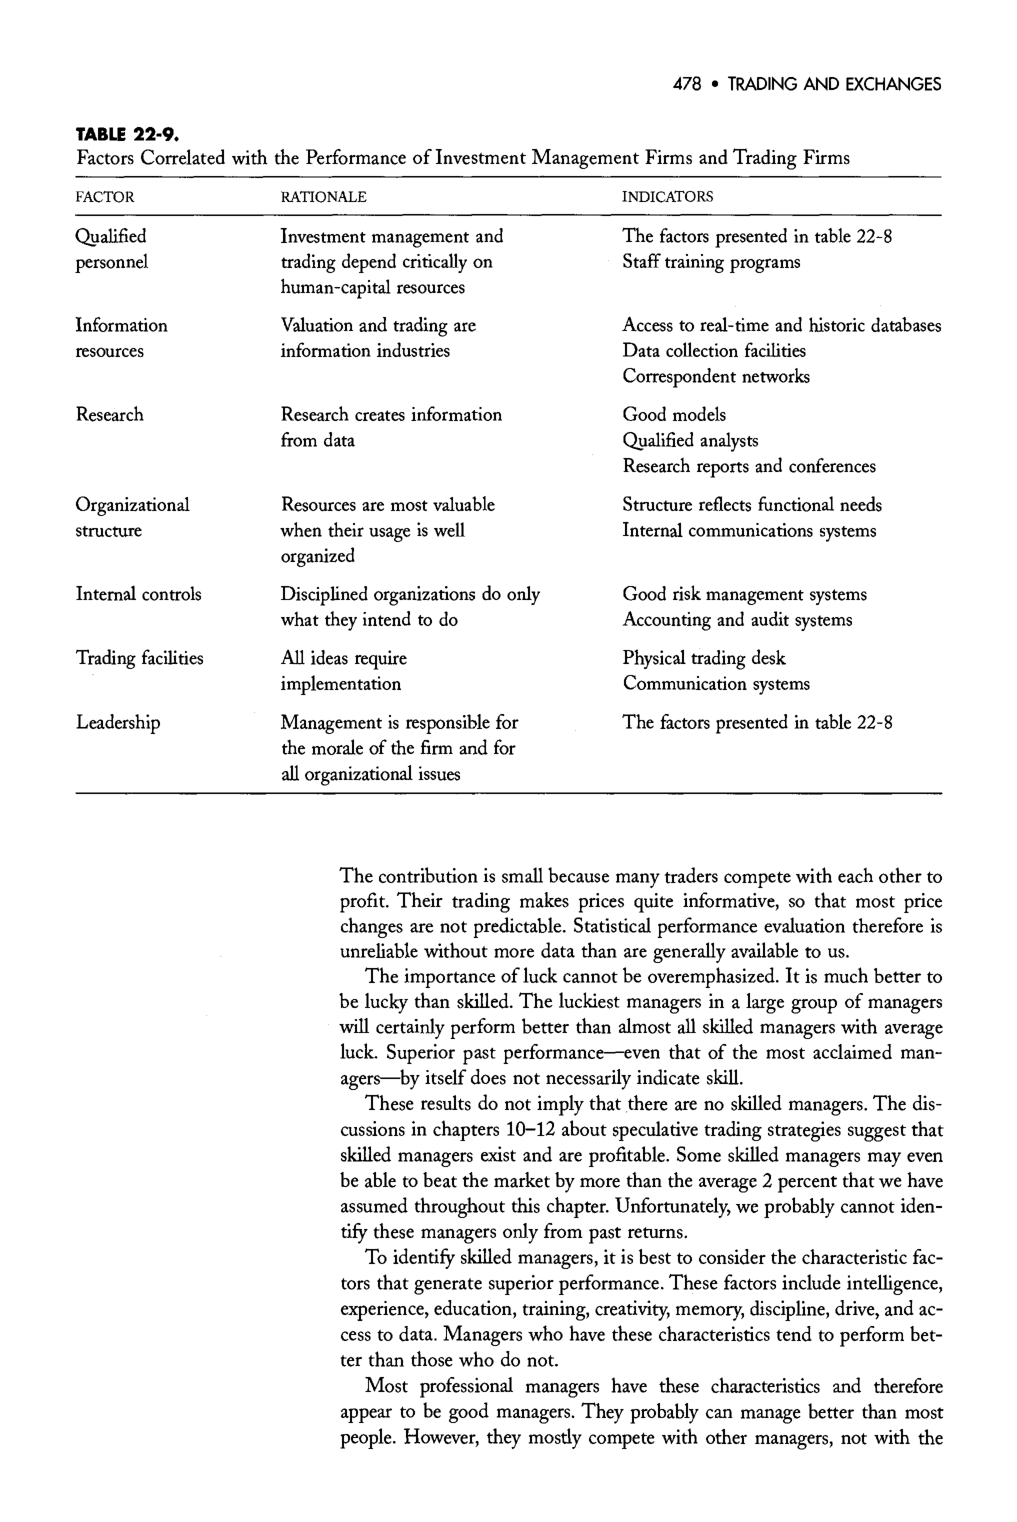 478 • TRADING AND EXCHANGES
TABLE 22-9.
Factors Correlated with the Performance of Investment Management Firms and Trading Firms
FACTOR RATIONALE INDICATORS
Qualified Investment management and The factors presented in table 22-8
personnel trading depend critically on Staff training programs
human-capital resources
Information Valuation and trading are Access to real-time and historic databases
resources information industries Data collection facilities
Correspondent networks
Research Research creates information Good models
from data Qualified analysts
Research reports and conferences
Organizational Resources are most valuable Structure reflects functional needs
structure when their usage is well Internal communications systems
organized
Internal controls Disciplined organizations do only Good risk management systems
what they intend to do Accounting and audit systems
Trading facilities All ideas require Physical trading desk
implementation Communication systems
Leadership Management is responsible for The factors presented in table 22-8
the morale of the firm and for
all organizational issues
The contribution is small because many traders compete with each other to
profit. Their trading makes prices quite informative, so that most price
changes are not predictable. Statistical performance evaluation therefore is
unreliable without more data than are generally available to us.
The importance of luck cannot be overemphasized. It is much better to
be lucky than skilled. The luckiest managers in a large group of managers
will certainly perform better than almost all skilled managers with average
luck. Superior past performance—even that of the most acclaimed man-
agers—by itself does not necessarily indicate skill.
These results do not imply that there are no skilled managers. The dis-
cussions in chapters 10–12 about speculative trading strategies suggest that
skilled managers exist and are profitable. Some skilled managers may even
be able to beat the market by more than the average 2 percent that we have
assumed throughout this chapter. Unfortunately, we probably cannot iden-
tify these managers only from past returns.
To identify skilled managers, it is best to consider the characteristic fac-
tors that generate superior performance. These factors include intelligence,
experience, education, training, creativity, memory, discipline, drive, and ac-
cess to data. Managers who have these characteristics tend to perform bet-
ter than those who do not.
Most professional managers have these characteristics and therefore
appear to be good managers. They probably can manage better than most
people. However, they mostly compete with other managers, not with the